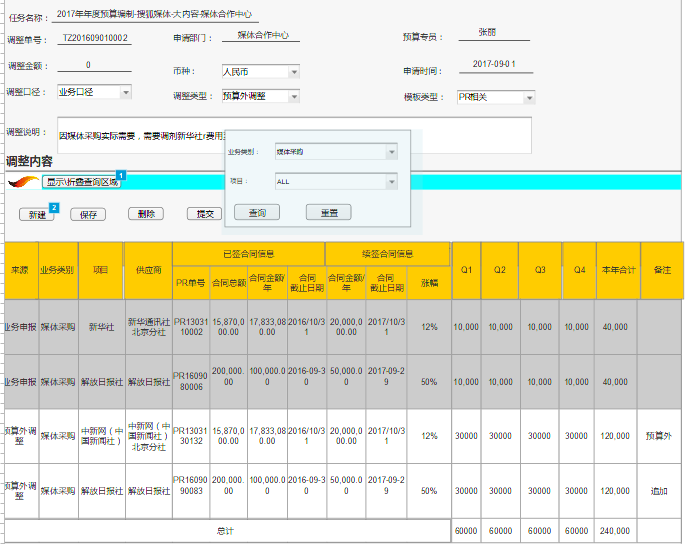 任务名称： 2017年年度预算编制-搜狐媒体-大内容-媒体合作中心
调整单号： TZ201609010002 申请部门： 媒体合作中心 预算专员： 张丽
调整金额： 0 币种： 人民币 申请时间： 2017-09-01
调整口径： 业务口径 调整类型： 预算外调整 模板类型： PR相关
调整说明： 因媒体采购实际需要，需要调剂新华社r费用
业务类别： 媒体采购
项目： ALL
查询 重置
调整内容
显示\折叠查询区域 1
新建 2 保存 删除 提交
来源 业务类别 项目 供应商 已签合同信息 续签合同信息 Q1 Q2 Q3 Q4 本年合计 备注
PR单号 合同总额 合同金额/年 合同截止日期 合同金额/年 合同截止日期 涨幅
业务申报 媒体采购 新华社 新华通讯社北京分社 PR1303110002 15,870,000.00 17,833,080.00 2016/10/31 20,000,000.00 2017/10/31 12% 10,000 10,000 10,000 10,000 40,000
业务申报 媒体采购 解放日报社 解放日报社 PR1609080006 200,000.00 100,000.00 2016-09-30 50,000.00 2017-09-29 50% 10,000 10,000 10,000 10,000 40,000
预算外调整 媒体采购 中新网（中国新闻社） 中新网（中国新闻社）北京分社 PR1303130132 15,870,000.00 17,833,080.00 2016/10/31 20,000,000.00 2017/10/31 12% 30000 30000 30000 30000 120,000 预算外
预算外调整 媒体采购 解放日报社 解放日报社 PR1609090083 200,000.00 100,000.00 2016-09-30 50,000.00 2017-09-29 50% 30000 30000 30000 30000 120,000 追加
总计 60000 60000 60000 60000 240,000